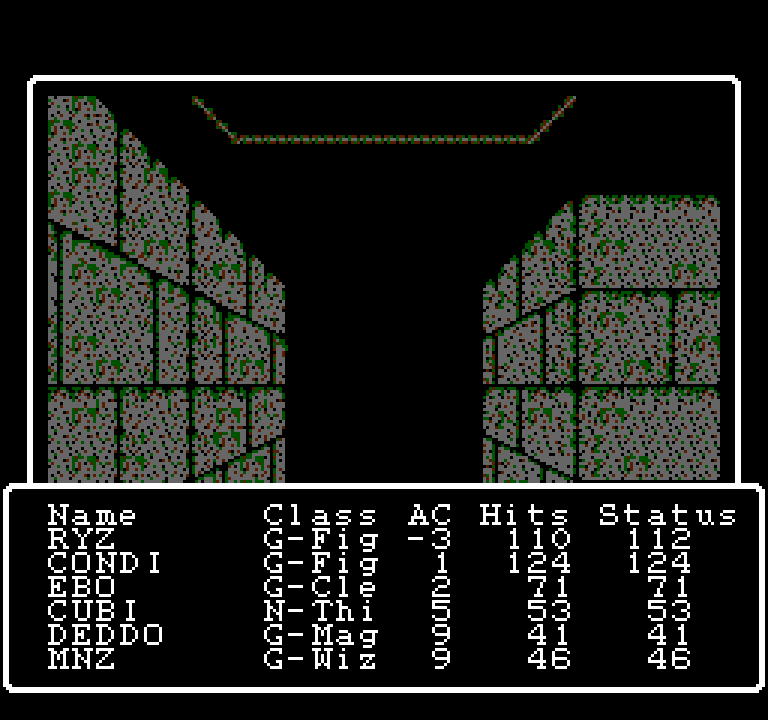 Name Class AC Hits Status
RYZ G-Fig -3 110 112
CONDI G-Fig 1 124 124
EBO G-Cle 2 71 71
CUBI N-Thi 5 53 53
DEDDO G-Mag 9 41 41
MNZ G-Wiz 9 46 46